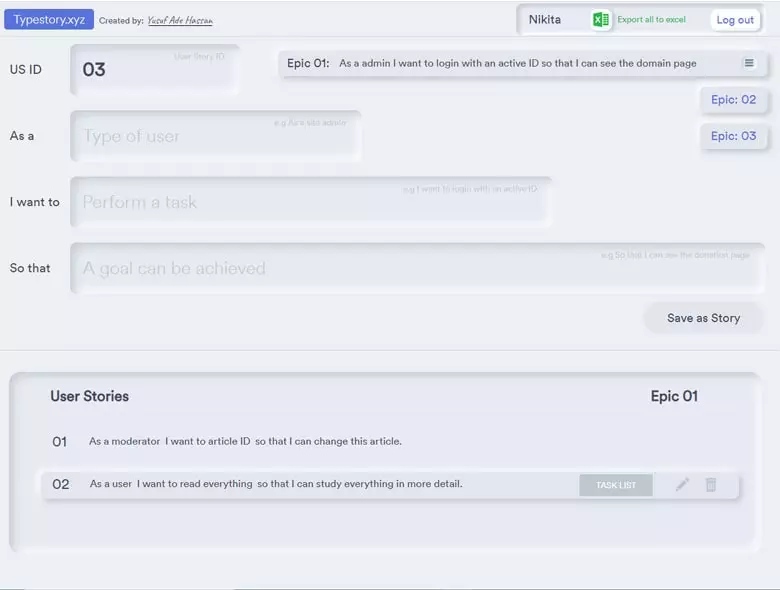 Typestory.xyz Created by: Yusuf Ade Hassan Nikita Export all to excel Log out
US ID 03 User Story ID
Epic 01: As a admin I want to login with an active ID so that I can see the domain page
Epic: 02
Epic: 03
As a Type of user e.g As a site admin
I want to Perform a task e.g I want to login with an active ID
So that A goal can be achieved e.g So that I can see the donation page
Save as Story
User Stories Epic 01
01 As a moderator I want to article ID so that I can change this article.
02 As a user I want to read everything so that I can study everything in more detail. TASK LIST